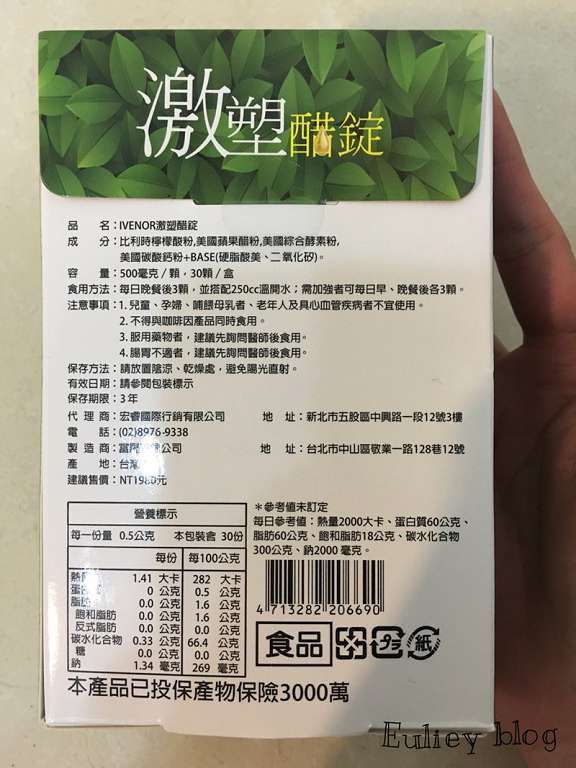 激塑醋錠
品 名：IVENOR激塑醋錠
成 分：比利時檸檬酸粉,美國蘋果醋粉,美國綜合酵素粉,
美國碳酸鈣粉+BASE(硬脂酸美、二氧化矽)。
容 量：500毫克/顆，30顆/盒
食用方法：每日晚餐後3顆，並搭配250cc溫開水；需加強者可每日早、晚餐後各3顆。
注意事項：1. 兒童、孕婦、哺餵母乳者、老年人及具心血管疾病者不宜使用。
2. 不得與咖啡因產品同時食用。
3. 服用藥物者，建議先詢問醫師後食用。
4. 腸胃不適者，建議先詢問醫師後食用。
保存方法：請放置陰涼、乾燥處，避免陽光直射。
有效日期：請參閱包裝標示
保存期限：3 年
代 理 商：宏睿國際行銷有限公司 地 址：新北市五股區中興路一段12號3樓
電 話：(02)8976-9338
製 造 商：富 公司 地 址：台北市中山區敬業一路128巷12號
產 地：台灣
建議售價：NT1980元
營養標示
每一份量 0.5公克 本包裝含 30份
每份 每100公克
熱 1.41 大卡 282 大卡
蛋白質 0 公克 0.5 公克
脂肪 0.0 公克 1.6 公克
飽和脂肪 0.0 公克 1.6 公克
反式脂肪 0.0 公克 0.0 公克
碳水化合物 0.33 公克 66.4 公克
糖 0.0 公克 0.0 公克
鈉 1.34 毫克 269 毫克
＊參考值未訂定
每日參考值：熱量2000大卡、蛋白質60公克、
脂肪60公克、飽和脂肪18公克、碳水化合物
300公克、鈉2000 毫克。
4 713282 206690
食品 紙
本產品已投保產物保險3000萬
Euliey blog